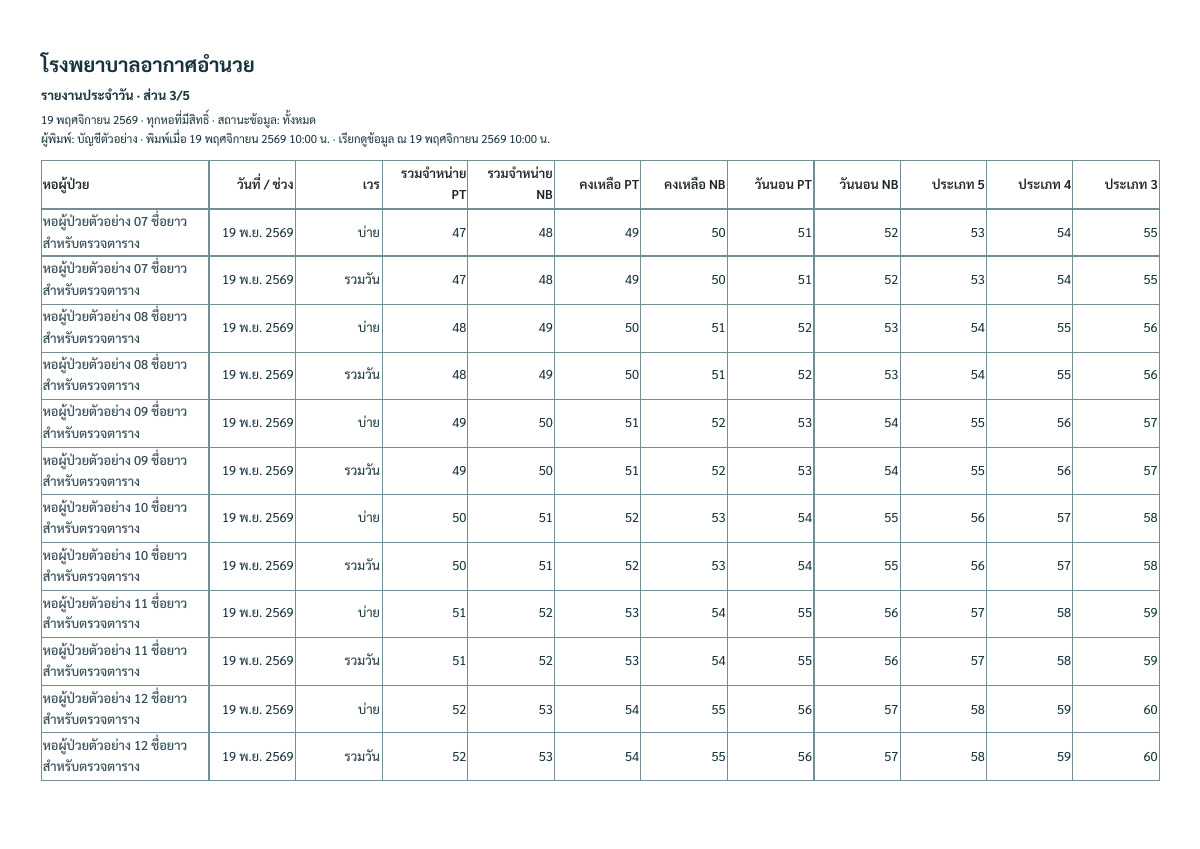 โรงพยาบาลอากาศอำนวย
รายงานประจำวัน · ส่วน 3/5
19 พฤศจิกายน 2569 · ทุกหอที่มีสิทธิ์ · สถานะข้อมูล: ทั้งหมด
ผู้พิมพ์: บัญชีตัวอย่าง · พิมพ์เมื่อ 19 พฤศจิกายน 2569 10:00 น. · เรียกดูข้อมูล ณ 19 พฤศจิกายน 2569 10:00 น.
หอผู้ป่วย วันที่ / ช่วง เวร รวมจำหน่าย PT รวมจำหน่าย NB คงเหลือ PT คงเหลือ NB วันนอน PT วันนอน NB ประเภท 5 ประเภท 4 ประเภท 3
หอผู้ป่วยตัวอย่าง 07 ชื่อยาว
สำหรับตรวจตาราง 19 พ.ย. 2569 บ่าย 47 48 49 50 51 52 53 54 55
หอผู้ป่วยตัวอย่าง 07 ชื่อยาว
สำหรับตรวจตาราง 19 พ.ย. 2569 รวมวัน 47 48 49 50 51 52 53 54 55
หอผู้ป่วยตัวอย่าง 08 ชื่อยาว
สำหรับตรวจตาราง 19 พ.ย. 2569 บ่าย 48 49 50 51 52 53 54 55 56
หอผู้ป่วยตัวอย่าง 08 ชื่อยาว
สำหรับตรวจตาราง 19 พ.ย. 2569 รวมวัน 48 49 50 51 52 53 54 55 56
หอผู้ป่วยตัวอย่าง 09 ชื่อยาว
สำหรับตรวจตาราง 19 พ.ย. 2569 บ่าย 49 50 51 52 53 54 55 56 57
หอผู้ป่วยตัวอย่าง 09 ชื่อยาว
สำหรับตรวจตาราง 19 พ.ย. 2569 รวมวัน 49 50 51 52 53 54 55 56 57
หอผู้ป่วยตัวอย่าง 10 ชื่อยาว
สำหรับตรวจตาราง 19 พ.ย. 2569 บ่าย 50 51 52 53 54 55 56 57 58
หอผู้ป่วยตัวอย่าง 10 ชื่อยาว
สำหรับตรวจตาราง 19 พ.ย. 2569 รวมวัน 50 51 52 53 54 55 56 57 58
หอผู้ป่วยตัวอย่าง 11 ชื่อยาว
สำหรับตรวจตาราง 19 พ.ย. 2569 บ่าย 51 52 53 54 55 56 57 58 59
หอผู้ป่วยตัวอย่าง 11 ชื่อยาว
สำหรับตรวจตาราง 19 พ.ย. 2569 รวมวัน 51 52 53 54 55 56 57 58 59
หอผู้ป่วยตัวอย่าง 12 ชื่อยาว
สำหรับตรวจตาราง 19 พ.ย. 2569 บ่าย 52 53 54 55 56 57 58 59 60
หอผู้ป่วยตัวอย่าง 12 ชื่อยาว
สำหรับตรวจตาราง 19 พ.ย. 2569 รวมวัน 52 53 54 55 56 57 58 59 60